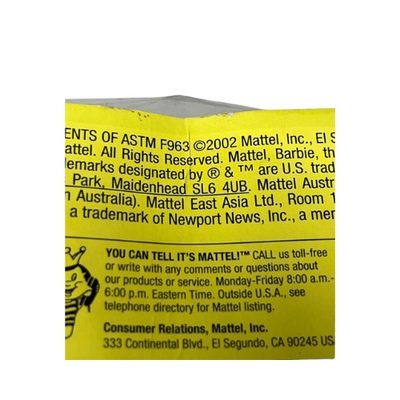 ENTS OF ASTM F963 ©2002 Mattel, Inc., El S
attel. All Rights Reserved. Mattel, Barbie, th
emarks designated by ® & ™ are U.S. trad
Park, Maidenhead SL6 4UB. Mattel Austr
n Australia). Mattel East Asia Ltd., Room 1
a trademark of Newport News, Inc., a me
YOU CAN TELL IT'S MATTEL!™ CALL us toll-free
or write with any comments or questions about
our products or service. Monday-Friday 8:00 a.m.-
6:00 p.m. Eastern Time. Outside U.S.A., see
telephone directory for Mattel listing.
Consumer Relations, Mattel, Inc.
333 Continental Blvd., El Segundo, CA 90245 US